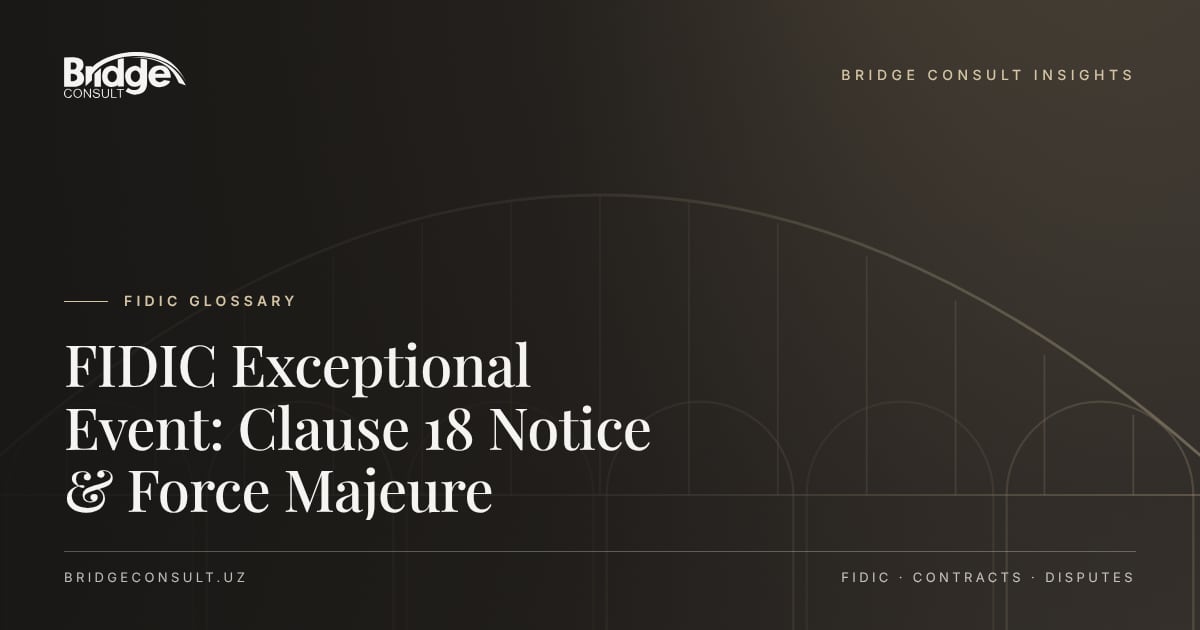 Bridge
CONSULT
BRIDGE CONSULT INSIGHTS
FIDIC GLOSSARY
FIDIC Exceptional
Event: Clause 18 Notice
& Force Majeure
BRIDGECONSULT.UZ
FIDIC · CONTRACTS · DISPUTES